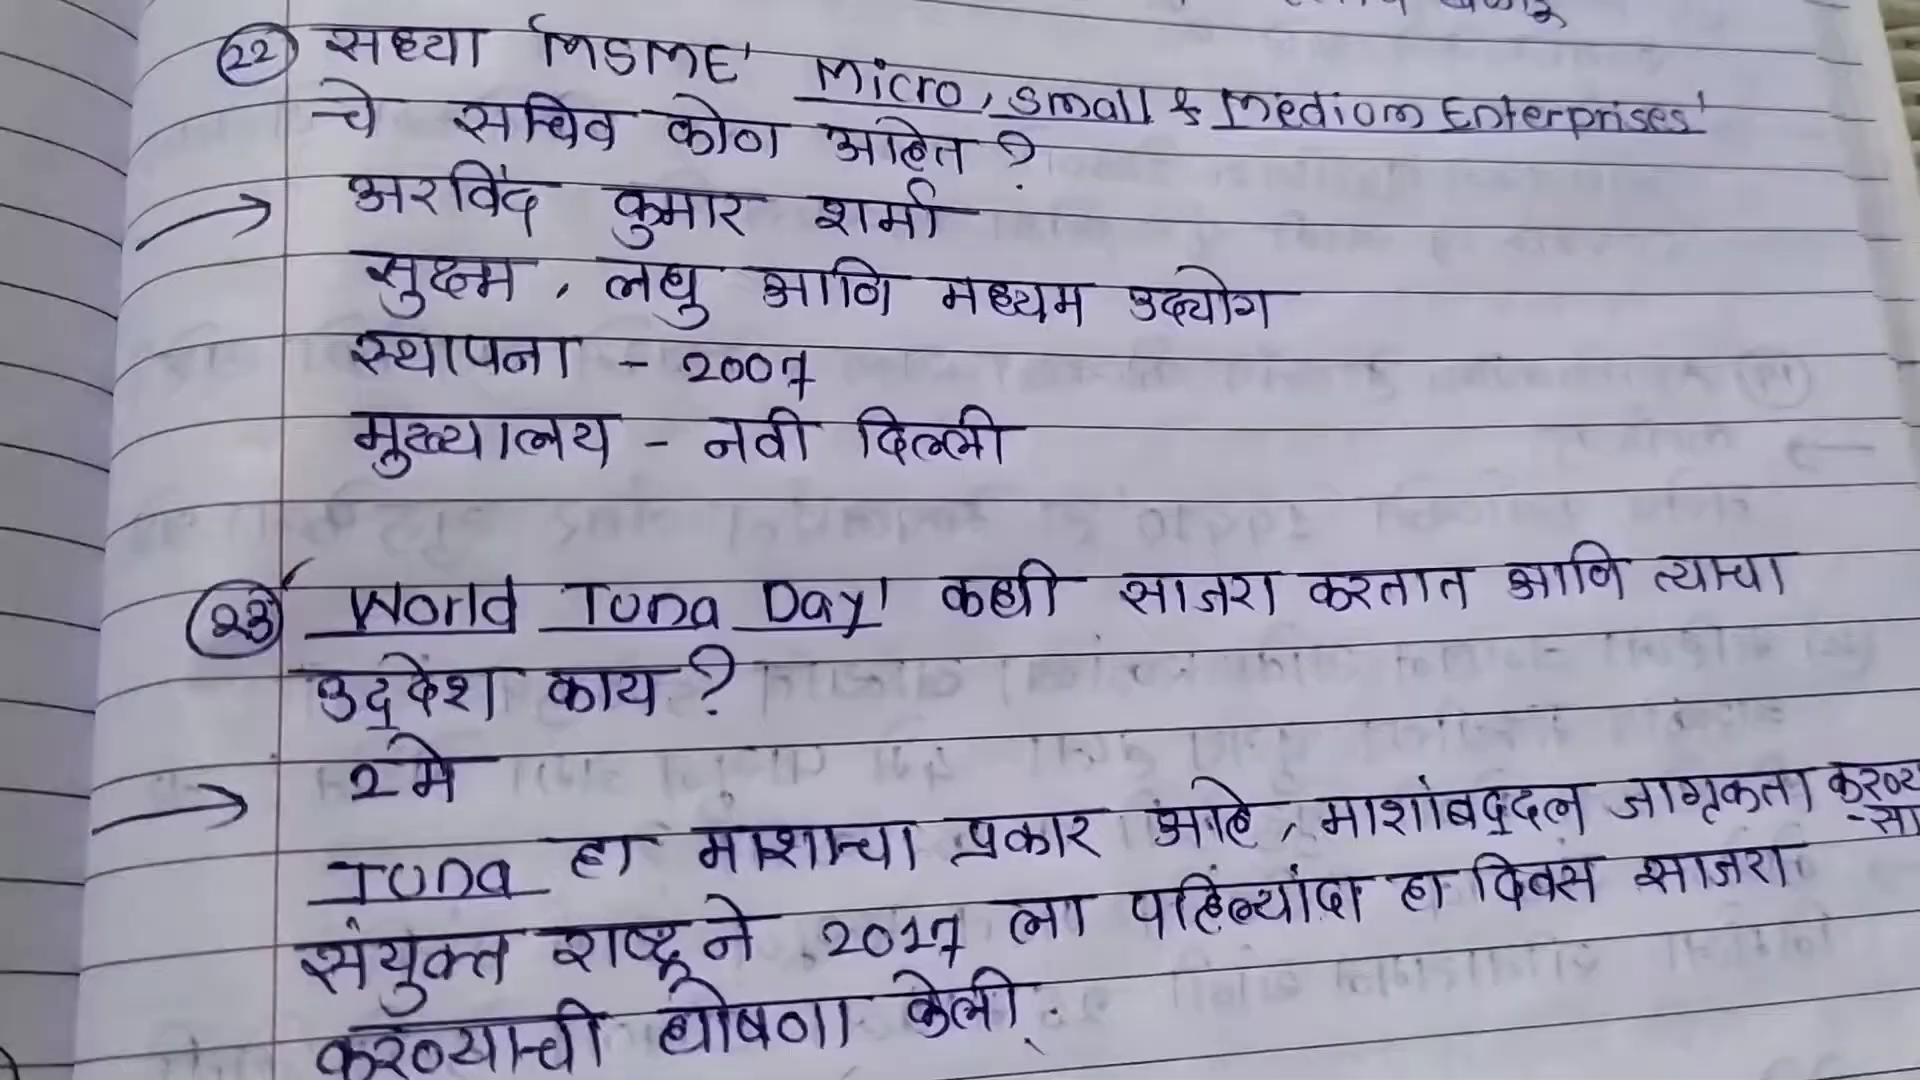 22 सध्या 'MSME' Micro, Small & Mediom Enterprises'
चे सचिव कोण आहेत ?
→ अरविंद कुमार शर्मा
सुक्ष्म, लघु आणि मध्यम उद्योग
स्थापना - 2007
मुख्यालय - नवी दिल्ली
23 'World Tuna Day' कधी साजरा करतात आणि त्याचा
उद्देश काय ?
→ 2 मे
Tuna हा माशाचा प्रकार आहे, माशांबद्दल जागृकता करण्य
-सा
संयुक्त राष्ट्रने 2017 ला पहिल्यांदा हा दिवस साजरा
करण्याची घोषणा केली.